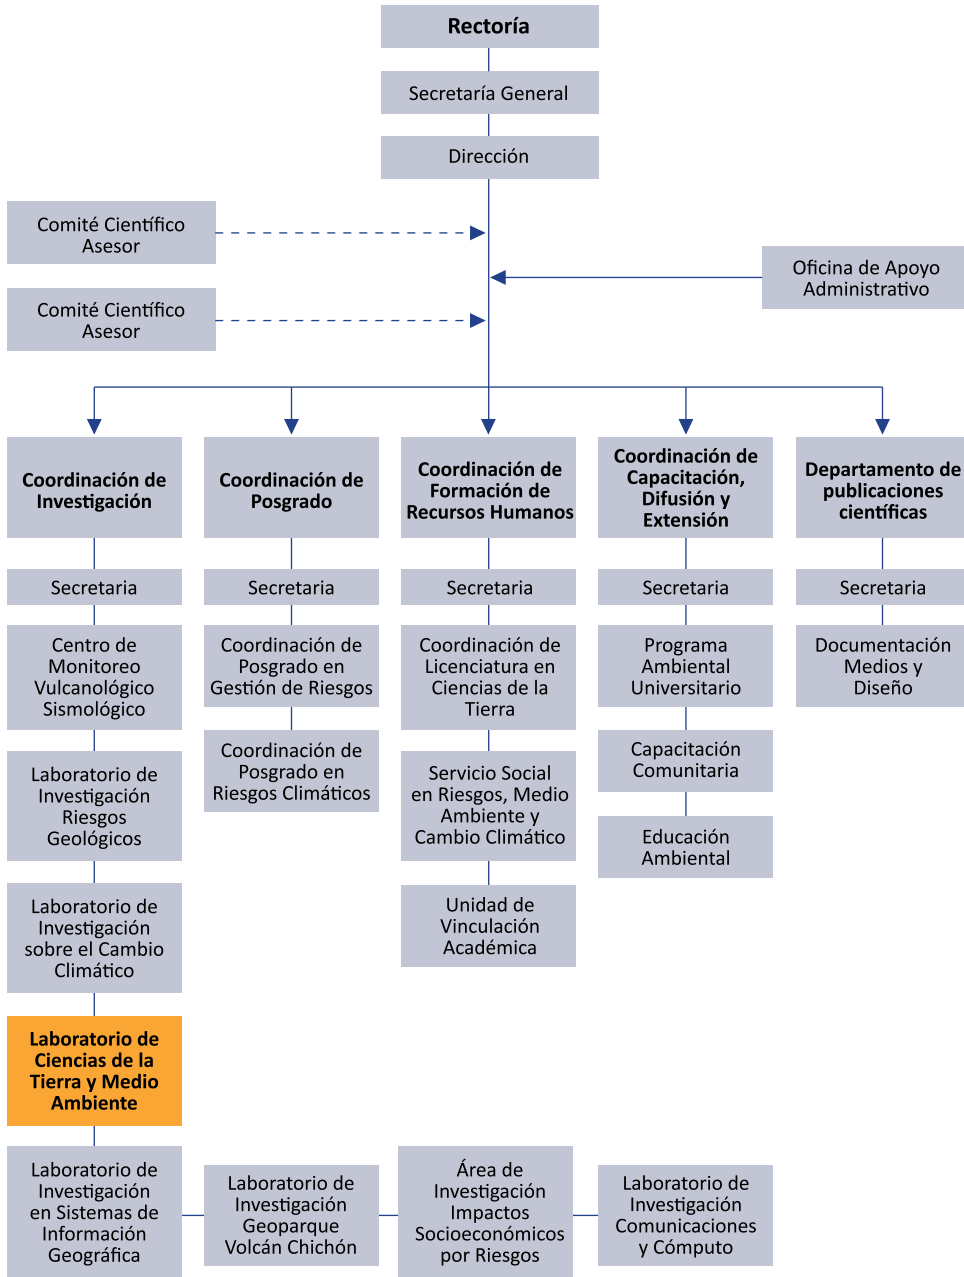 Rectoría
Secretaría General
Dirección
Comité Científico
Asesor
Oficina de Apoyo
Administrativo
Comité Científico
Asesor
Coordinación de
Investigación
Coordinación de
Posgrado
Coordinación de
Formación de
Recursos Humanos
Coordinación de
Capacitación,
Difusión y
Extensión
Departamento de
publicaciones
científicas
Secretaria
Secretaria
Secretaria
Secretaria
Secretaria
Centro de
Monitoreo
Vulcanológico
Sismológico
Coordinación de
Posgrado en
Gestión de Riesgos
Coordinación de
Licenciatura en
Ciencias de la
Tierra
Programa
Ambiental
Universitario
Documentación
Medios y
Diseño
Laboratorio de
Investigación
Riesgos
Geológicos
Coordinación de
Posgrado en
Riesgos Climáticos
Servicio Social
en Riesgos, Medio
Ambiente y
Cambio Climático
Capacitación
Comunitaria
Educación
Ambiental
Laboratorio de
Investigación
sobre el Cambio
Climático
Unidad de
Vinculación
Académica
Laboratorio de
Ciencias de la
Tierra y Medio
Ambiente
Laboratorio de
Investigación
en Sistemas de
Información
Geográfica
Laboratorio de
Investigación
Geoparque
Volcán Chichón
Área de
Investigación
Impactos
Socioeconómicos
por Riesgos
Laboratorio de
Investigación
Comunicaciones
y Cómputo